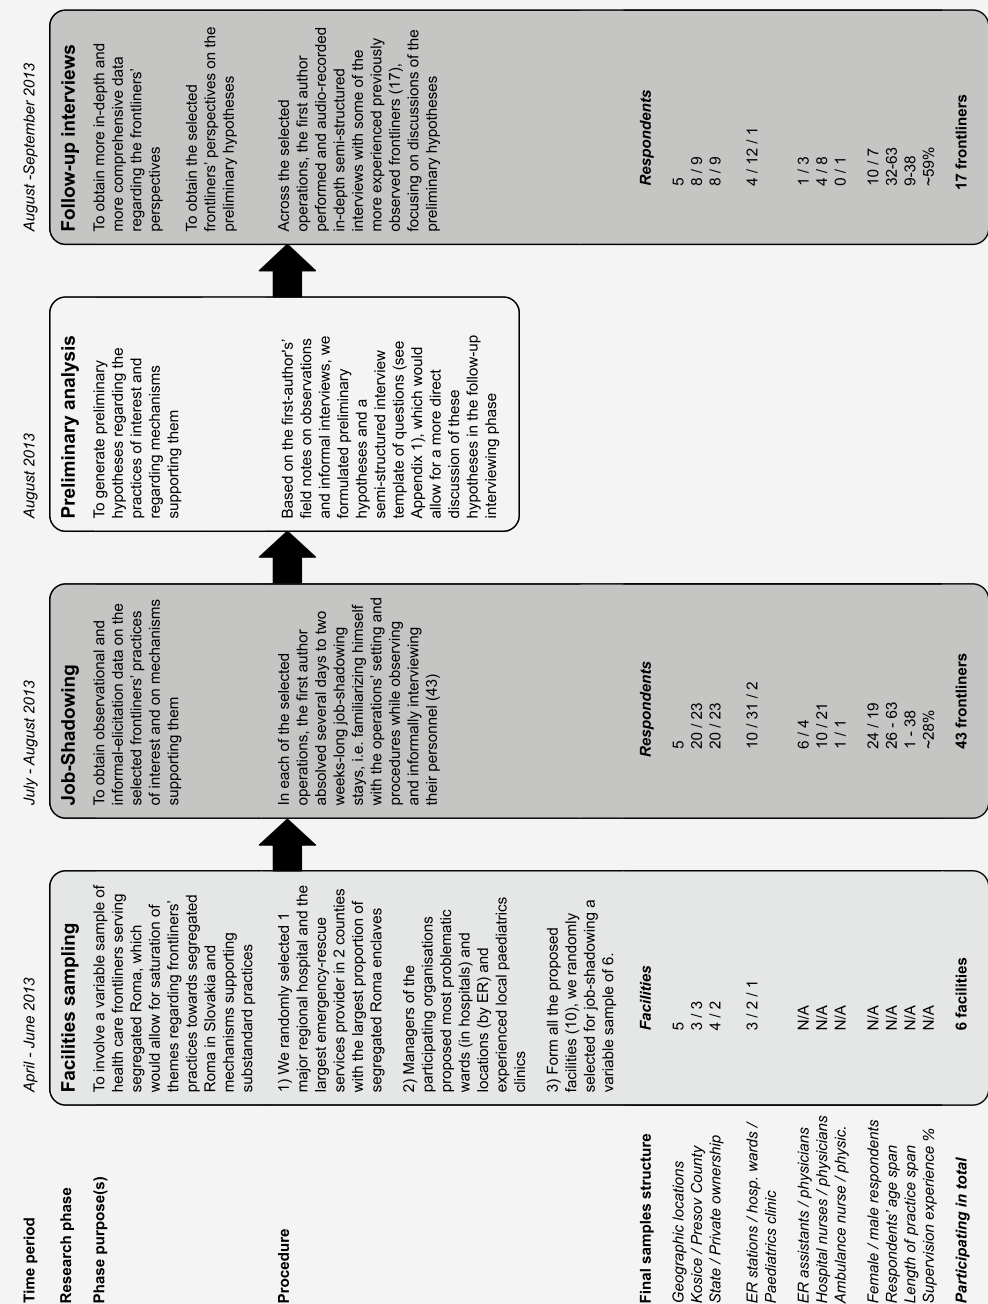 Time period
April - June 2013
July - August 2013
August 2013
August -September 2013
Research phase
Facilities sampling
Job-Shadowing
Preliminary analysis
Follow-up interviews
Phase purpose(s)
To involve a variable sample of
health care frontliners serving
segregated Roma, which
would allow for saturation of
themes regarding frontliners'
practices towards segregated
Roma in Slovakia and
mechanisms supporting
substandard practices
To obtain observational and
informal-elicitation data on the
selected frontliners' practices
of interest and on mechanisms
supporting them
To generate preliminary
hypotheses regarding the
practices of interest and
regarding mechanisms
supporting them
To obtain more in-depth and
more comprehensive data
regarding the frontliners'
perspectives
To obtain the selected
frontliners' perspectives on the
preliminary hypotheses
Procedure
1) We randomly selected 1
major regional hospital and the
largest emergency-rescue
services provider in 2 counties
with the largest proportion of
segregated Roma enclaves
2) Managers of the
participating organisations
proposed most problematic
wards (in hospitals) and
locations (by ER) and
experienced local paediatrics
clinics
3) Form all the proposed
facilities (10), we randomly
selected for job-shadowing a
variable sample of 6.
In each of the selected
operations, the first author
absolved several days to two
weeks-long job-shadowing
stays, i.e. familiarizing himself
with the operations' setting and
procedures while observing
and informally interviewing
their personnel (43)
Based on the first-author's'
field notes on observations
and informal interviews, we
formulated preliminary
hypotheses and a
semi-structured interview
template of questions (see
Appendix 1), which would
allow for a more direct
discussion of these
hypotheses in the follow-up
interviewing phase
Across the selected
operations, the first author
performed and audio-recorded
in-depth semi-structured
interviews with some of the
more experienced previously
observed frontliners (17),
focusing on discussions of the
preliminary hypotheses
Final samples structure
Facilities
Respondents
Respondents
Geographic locations
5
5
5
Kosice / Presov County
3 / 3
20 / 23
8 / 9
State / Private ownership
4 / 2
20 / 23
8 / 9
ER stations / hosp. wards /
Paediatrics clinic
3 / 2 / 1
10 / 31 / 2
4 / 12 / 1
ER assistants / physicians
N/A
6 / 4
1 / 3
Hospital nurses / physicians
N/A
10 / 21
4 / 8
Ambulance nurse / physic.
N/A
1 / 1
0 / 1
Female / male respondents
N/A
24 / 19
10 / 7
Respondents' age span
N/A
26 - 63
32-63
Length of practice span
N/A
1 - 38
9-38
Supervision experience %
N/A
~28%
~59%
Participating in total
6 facilities
43 frontliners
17 frontliners